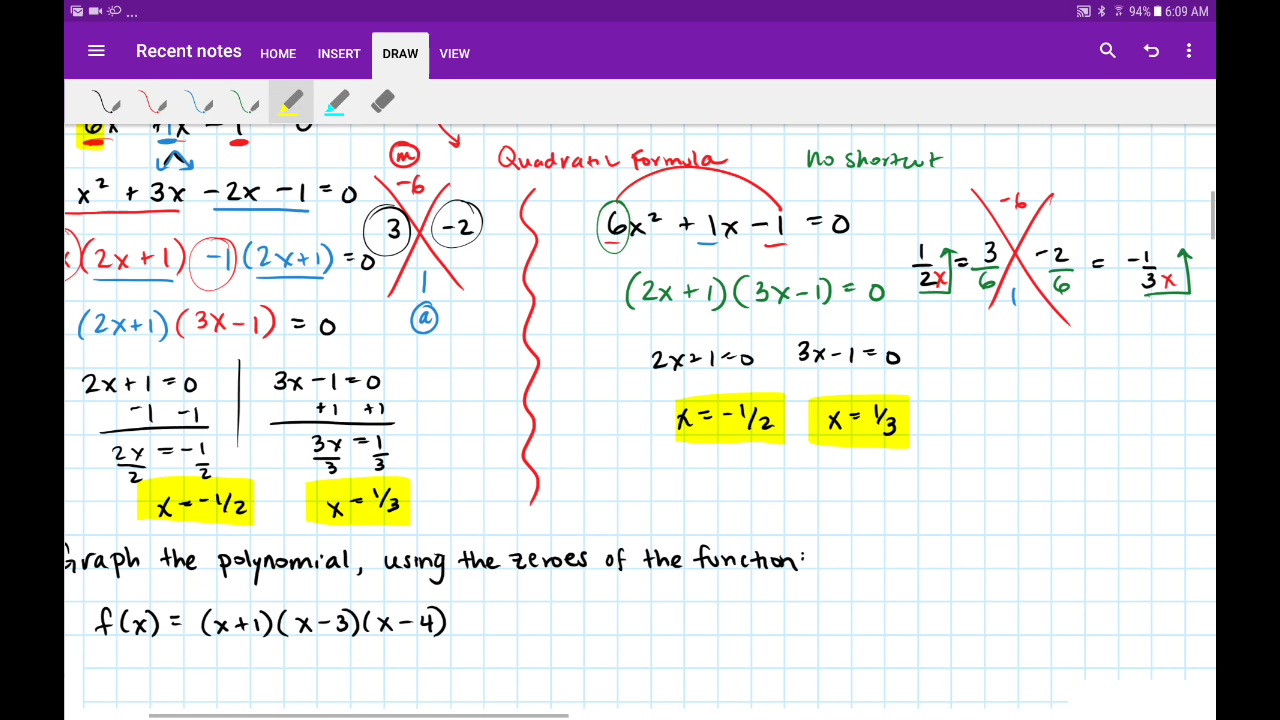 94% 6:09 AM
Recent notes HOME INSERT DRAW VIEW
6x +1x - 1 0
m Quadratic Formula No shortcut
x² + 3x - 2x - 1 = 0
-6
3 -2
1
a
(2x+1) -1 (2x+1) = 0
(2x+1)(3x-1) = 0
2x+1=0
-1 -1
2x/2 = -1/2
x = -1/2
3x-1=0
+1 +1
3x/3 = 1/3
x = 1/3
6x² + 1x - 1 = 0
(2x+1)(3x-1) = 0
-6
1/2x = 3/6 -2/6 = -1/3x
1
2x+1=0 3x-1=0
x = -1/2 x = 1/3
Graph the polynomial, using the zeroes of the function:
f(x) = (x+1)(x-3)(x-4)